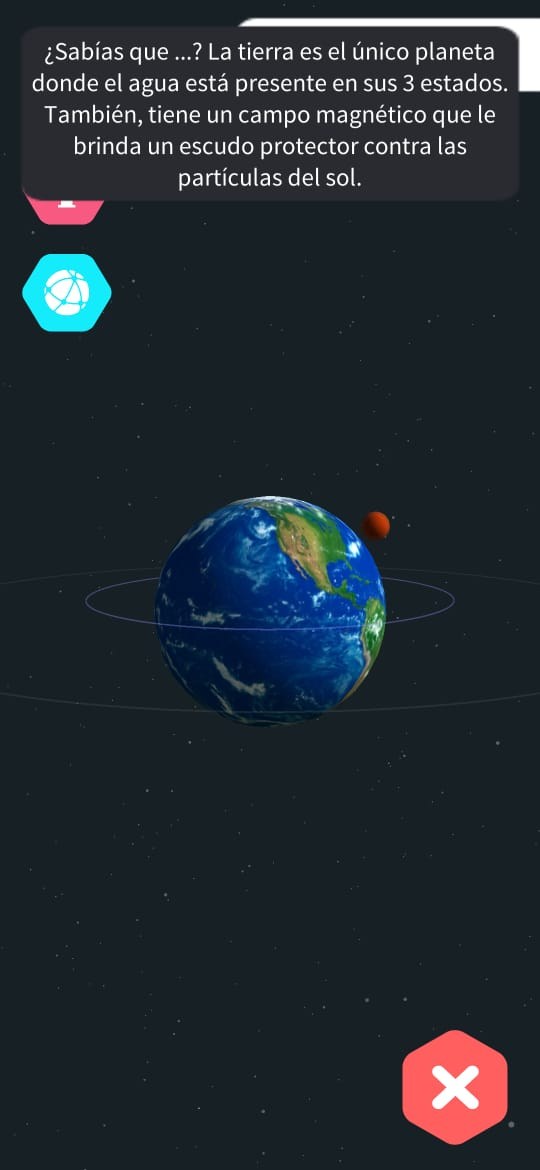 ¿Sabías que ...? La tierra es el único planeta
donde el agua está presente en sus 3 estados.
También, tiene un campo magnético que le
brinda un escudo protector contra las
partículas del sol.